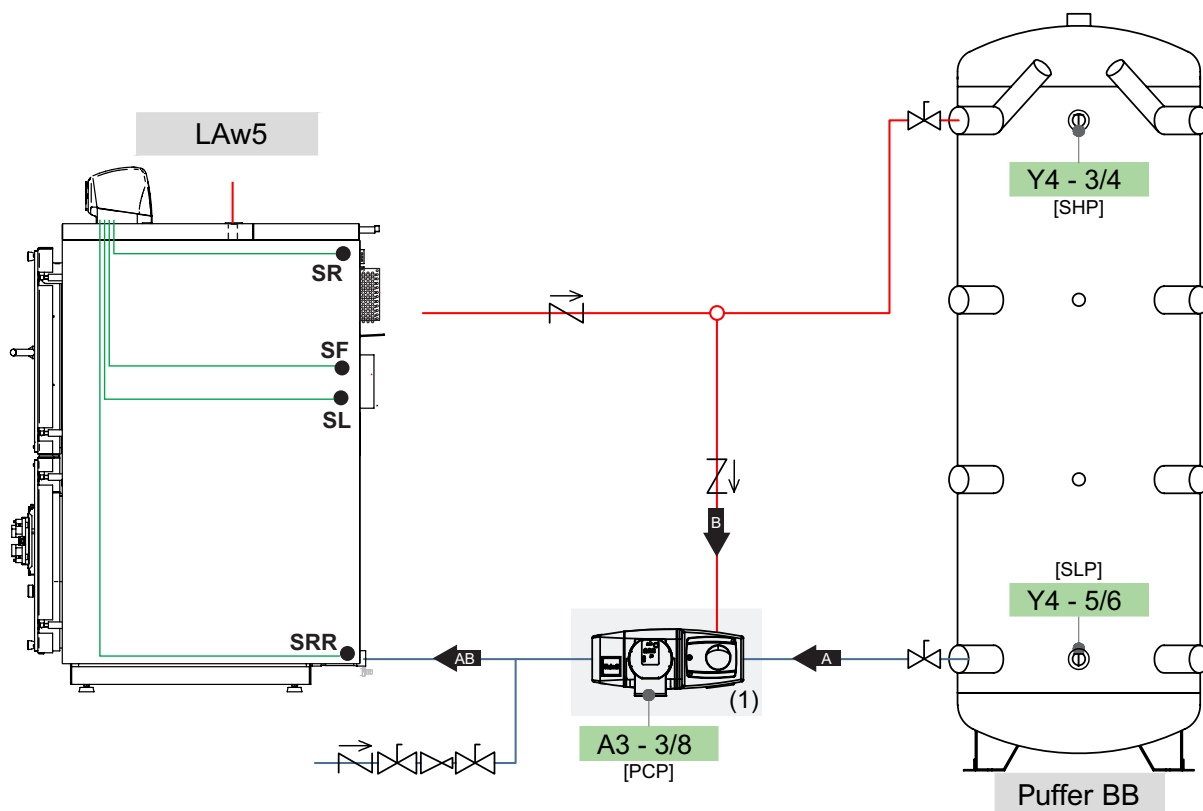 LAw5
SR
SF
SL
SRR
Y4 - 3/4
[SHP]
B
[SLP]
Y4 - 5/6
AB
A
(1)
A3 - 3/8
[PCP]
Puffer BB